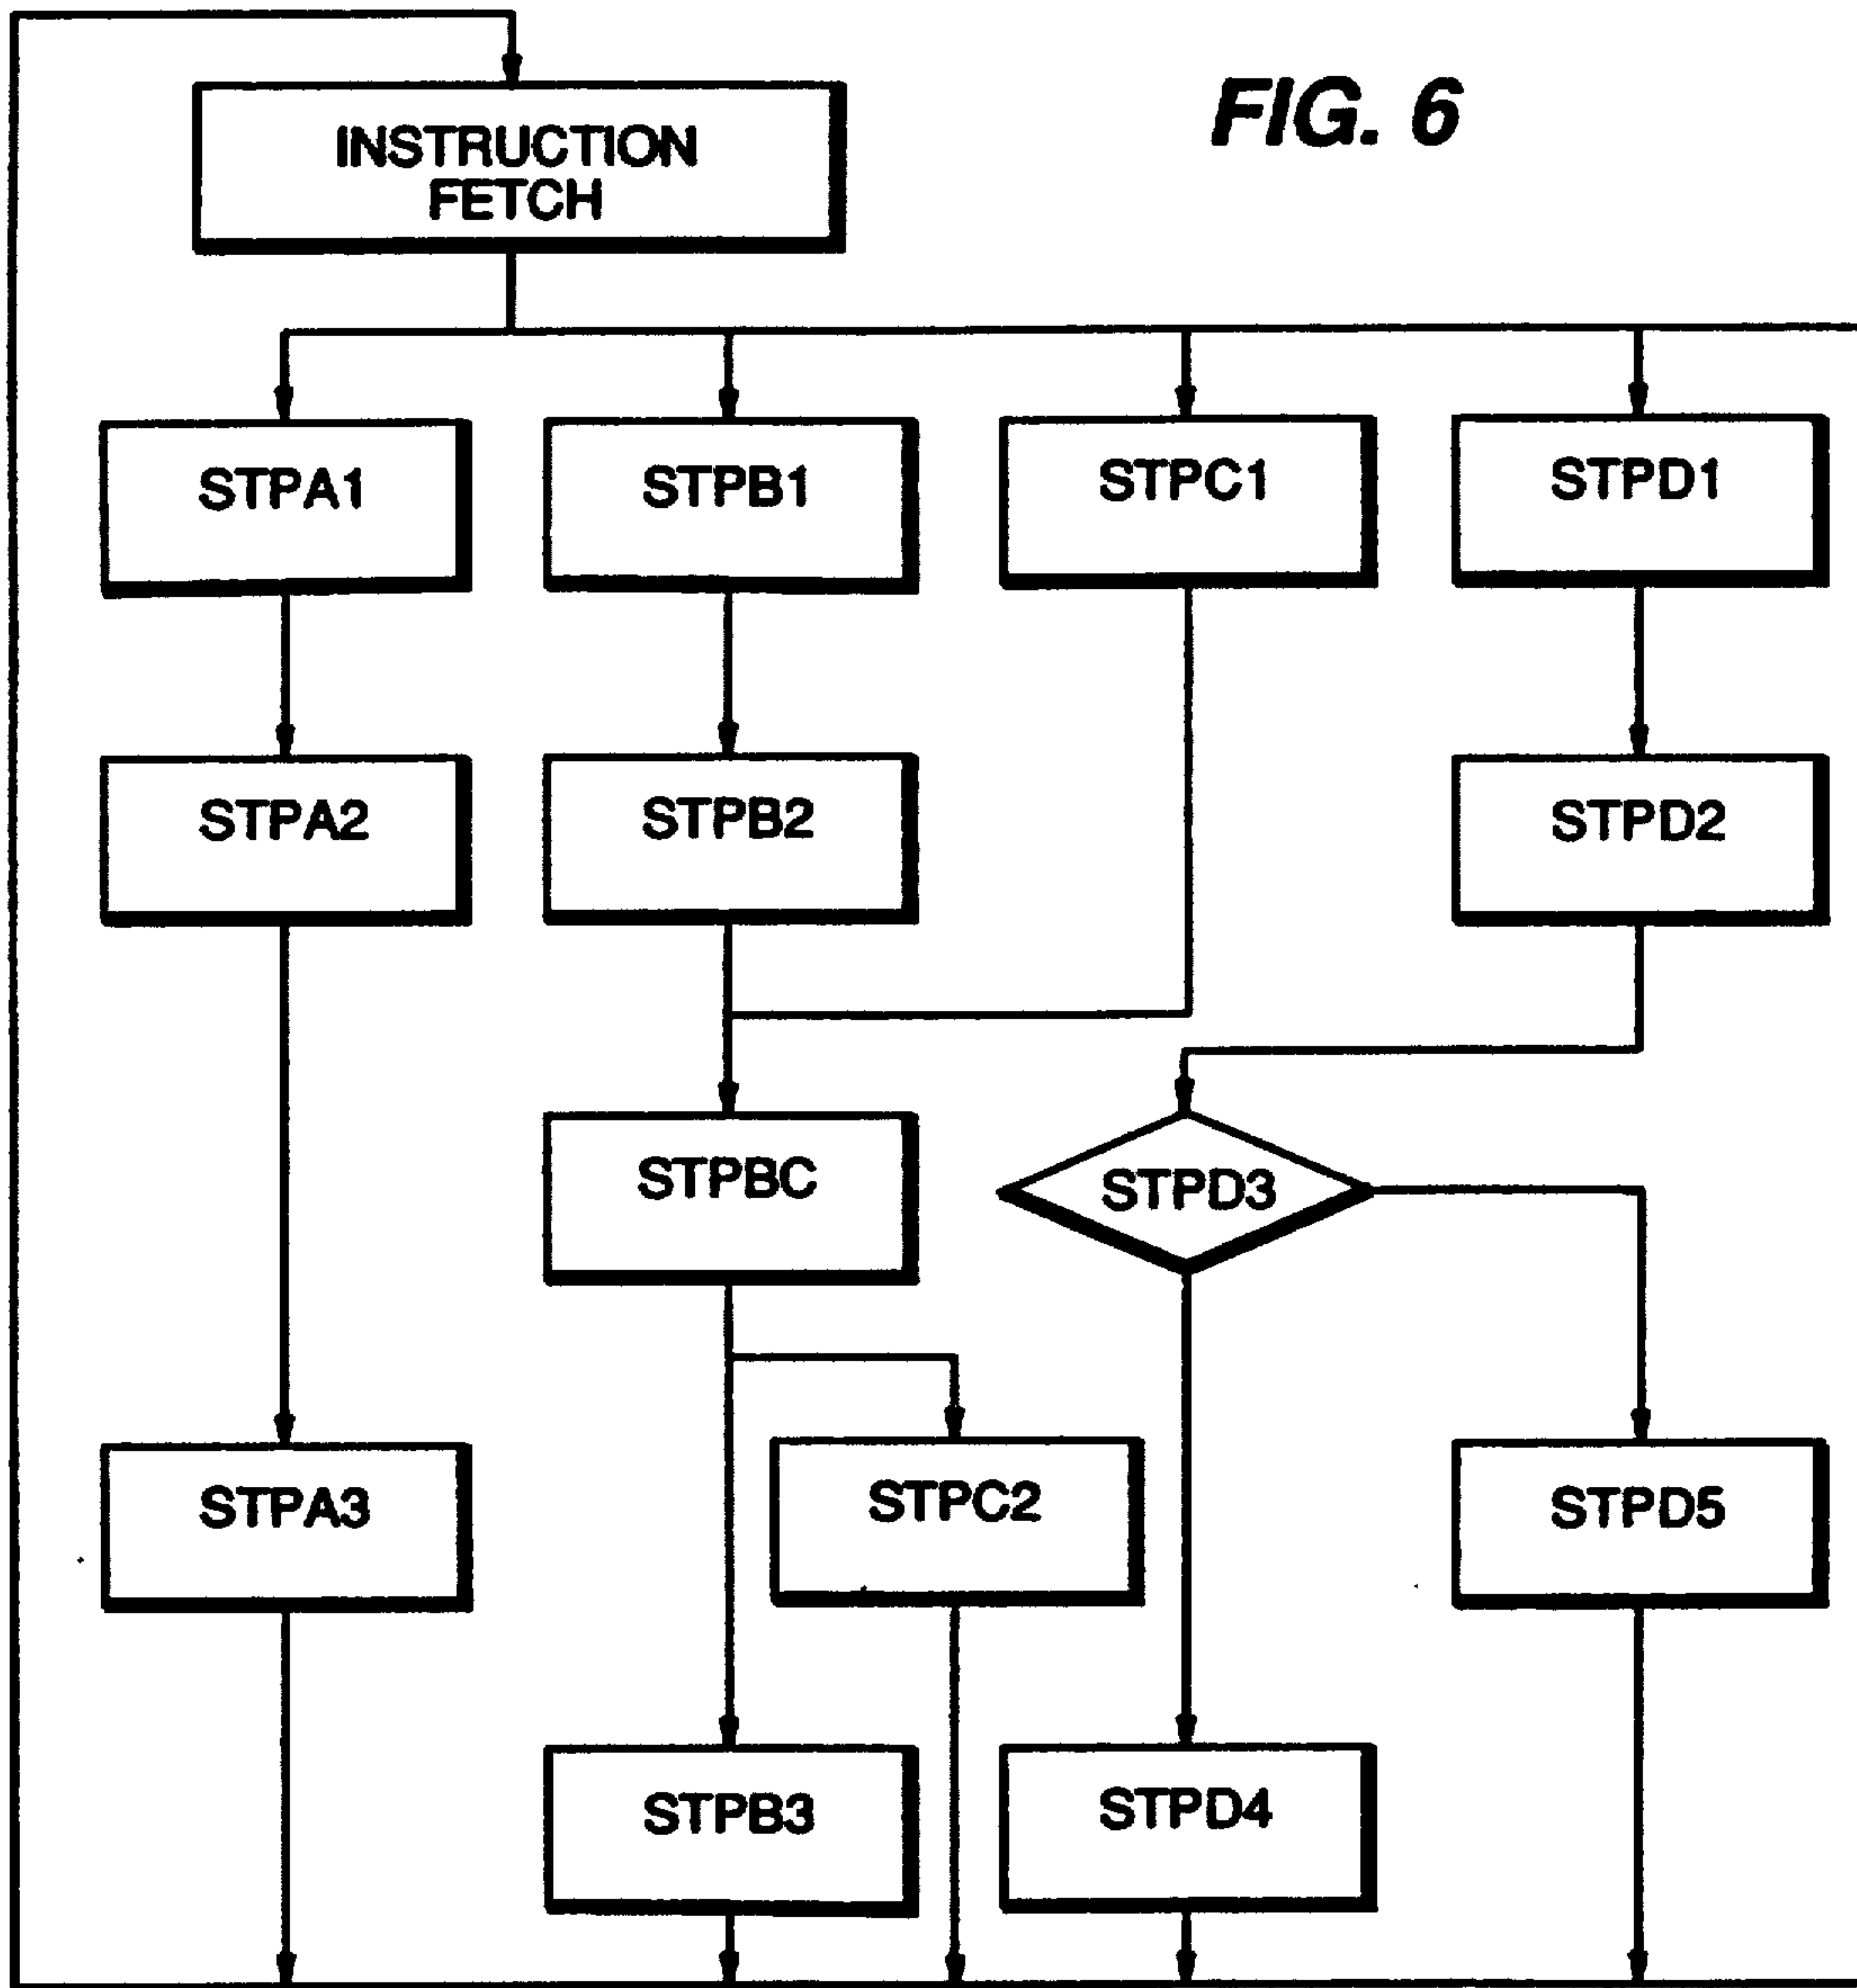 FIG. 6
INSTRUCTION
FETCH
STPA1
STPB1
STPC1
STPD1
STPA2
STPB2
STPD2
STPBC
STPD3
STPA3
STPC2
STPD5
STPB3
STPD4